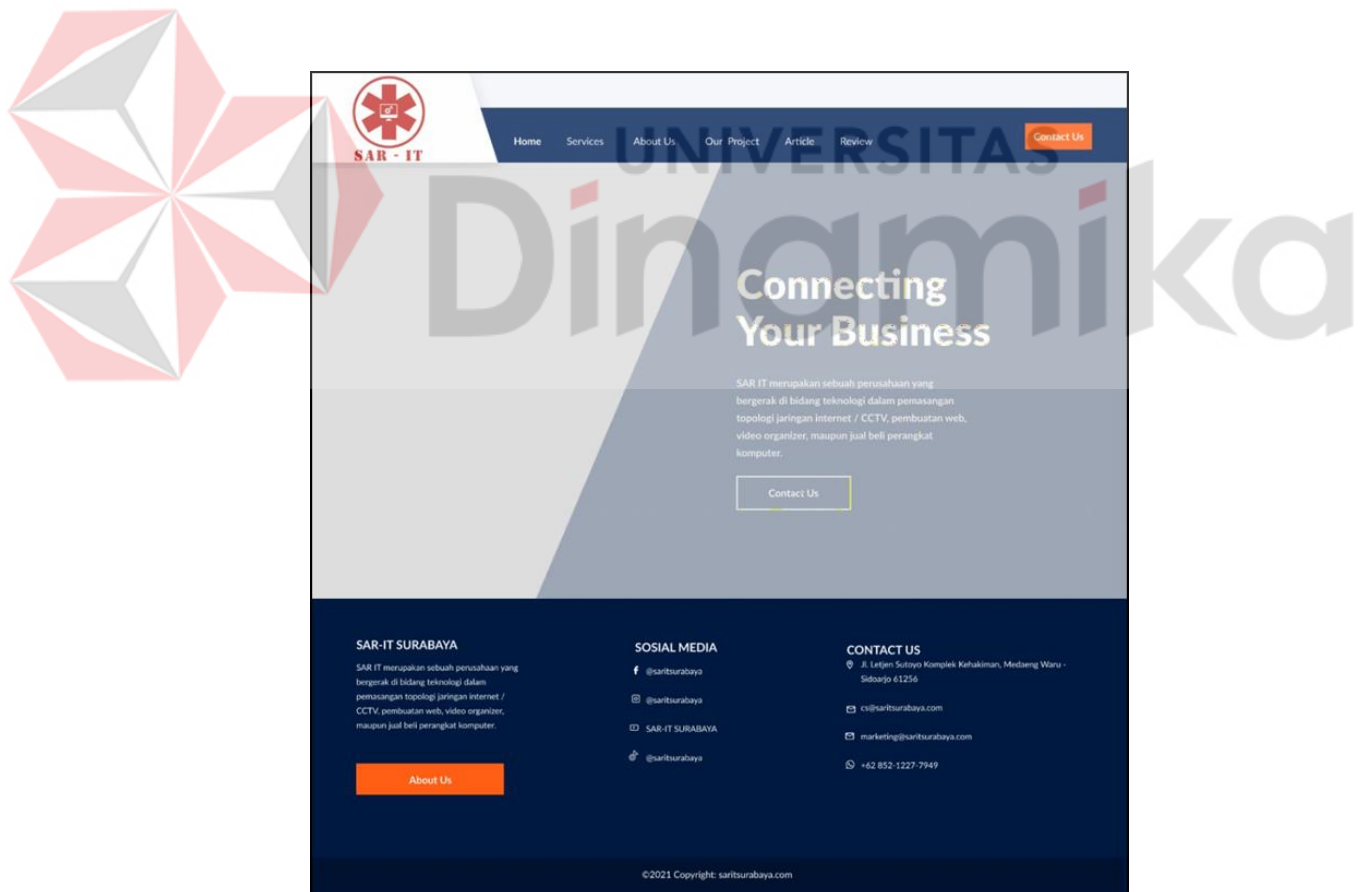 SAR - IT
Home Services About Us Our Project Article Review Contact Us
UNIVERSITAS
Dinamika
Connecting
Your Business
SAR IT merupakan sebuah perusahaan yang
bergerak di bidang teknologi dalam pemasangan
topologi jaringan internet / CCTV, pembuatan web,
video organizer, maupun jual beli perangkat
komputer.
Contact Us
SAR-IT SURABAYA
SAR IT merupakan sebuah perusahaan yang
bergerak di bidang teknologi dalam
pemasangan topologi jaringan internet /
CCTV, pembuatan web, video organizer,
maupun jual beli perangkat komputer.
About Us
SOSIAL MEDIA
@saritsurabaya
@saritsurabaya
SAR-IT SURABAYA
@saritsurabaya
CONTACT US
Jl. Letjen Sutoyo Komplek Kehakiman, Medaeng Waru -
Sidoarjo 61256
cs@saritsurabaya.com
marketing@saritsurabaya.com
+62 852-1227-7949
©2021 Copyright: saritsurabaya.com